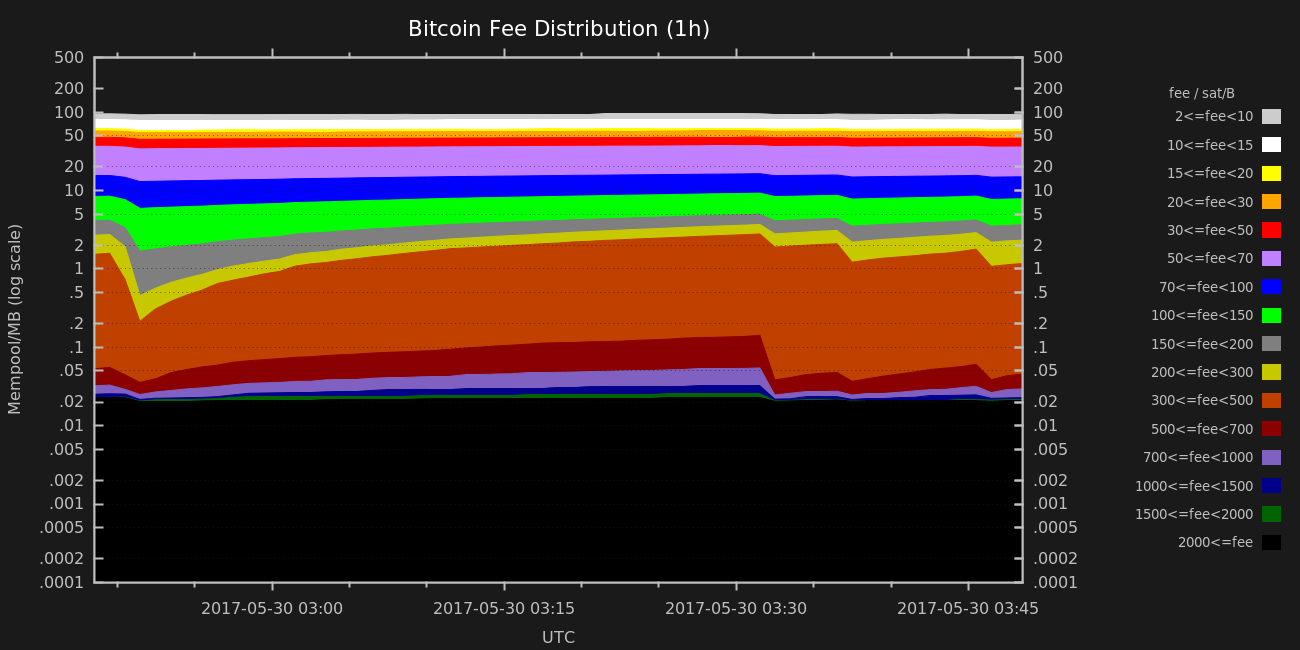 Bitcoin Fee Distribution (1h)
500
200
100
50
20
10
5
2
1
.5
.2
.1
.05
.02
.01
.005
.002
.001
.0005
.0002
.0001
Mempool/MB (log scale)
500
200
100
50
20
10
5
2
1
.5
.2
.1
.05
.02
.01
.005
.002
.001
.0005
.0002
.0001
2017-05-30 03:00
2017-05-30 03:15
2017-05-30 03:30
2017-05-30 03:45
UTC
fee / sat/B
2<=fee<10
10<=fee<15
15<=fee<20
20<=fee<30
30<=fee<50
50<=fee<70
70<=fee<100
100<=fee<150
150<=fee<200
200<=fee<300
300<=fee<500
500<=fee<700
700<=fee<1000
1000<=fee<1500
1500<=fee<2000
2000<=fee